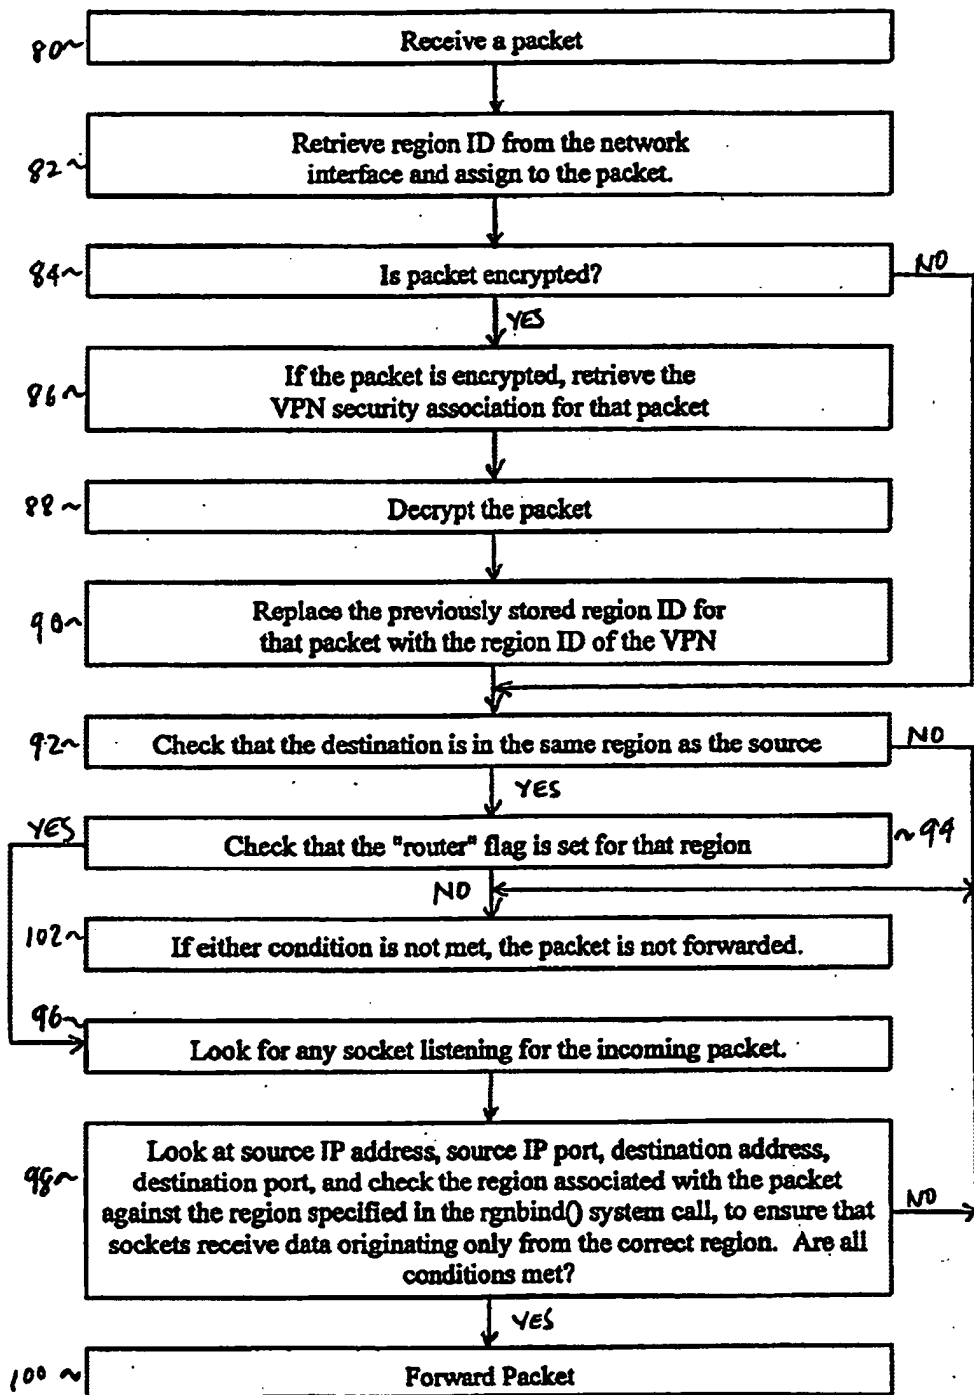 80~ Receive a packet
82~ Retrieve region ID from the network
interface and assign to the packet.
84~ Is packet encrypted? NO
YES
86~ If the packet is encrypted, retrieve the
VPN security association for that packet
88~ Decrypt the packet
90~ Replace the previously stored region ID for
that packet with the region ID of the VPN
92~ Check that the destination is in the same region as the source NO
YES
YES Check that the "router" flag is set for that region ~94
NO
102~ If either condition is not met, the packet is not forwarded.
96~
Look for any socket listening for the incoming packet.
98~ Look at source IP address, source IP port, destination address,
destination port, and check the region associated with the packet
against the region specified in the rgnbind() system call, to ensure that
sockets receive data originating only from the correct region. Are all
conditions met?
NO
YES
100~ Forward Packet